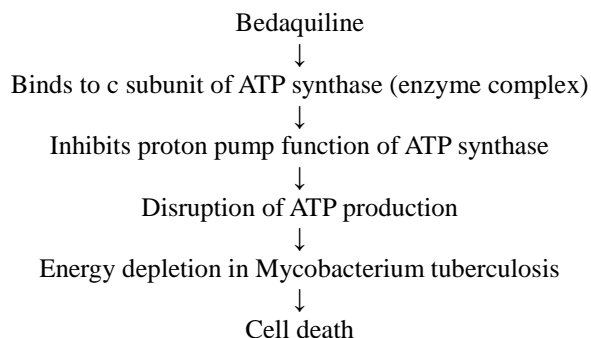 Bedaquiline
↓
Binds to c subunit of ATP synthase (enzyme complex)
↓
Inhibits proton pump function of ATP synthase
↓
Disruption of ATP production
↓
Energy depletion in Mycobacterium tuberculosis
↓
Cell death